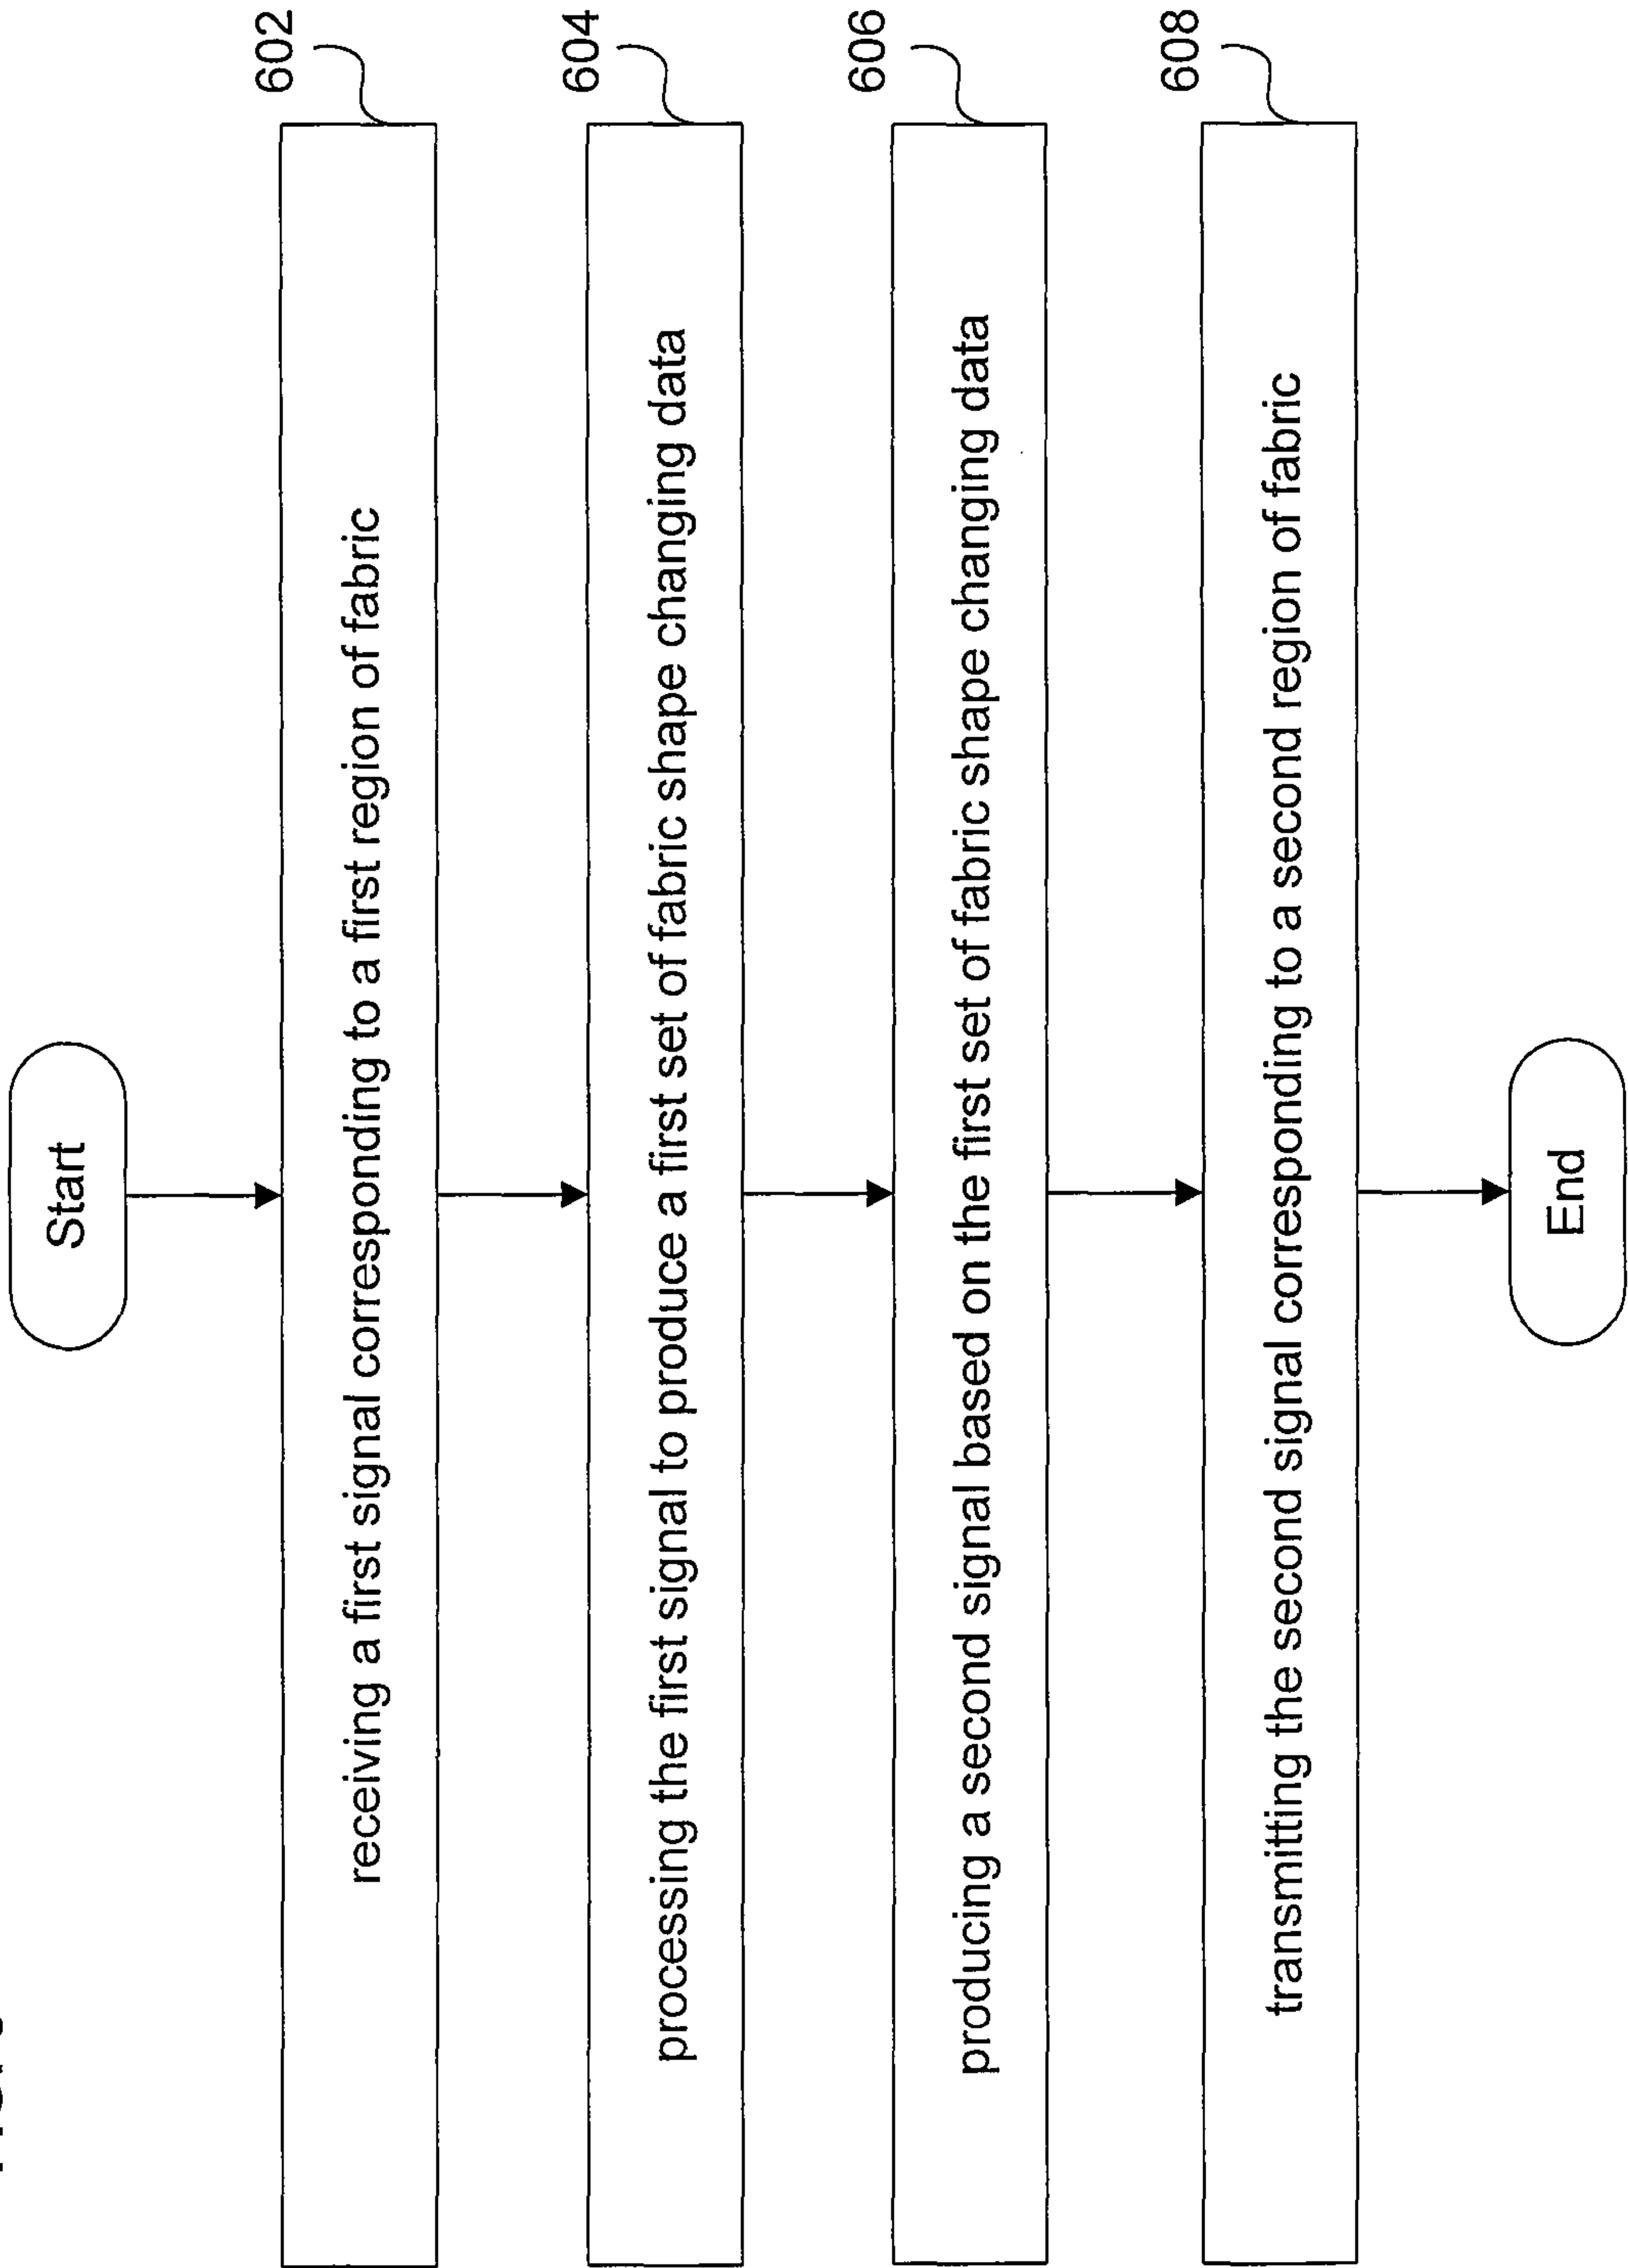 Start
602
receiving a first signal corresponding to a first region of fabric
604
processing the first signal to produce a first set of fabric shape changing data
606
producing a second signal based on the first set of fabric shape changing data
608
transmitting the second signal corresponding to a second region of fabric
End